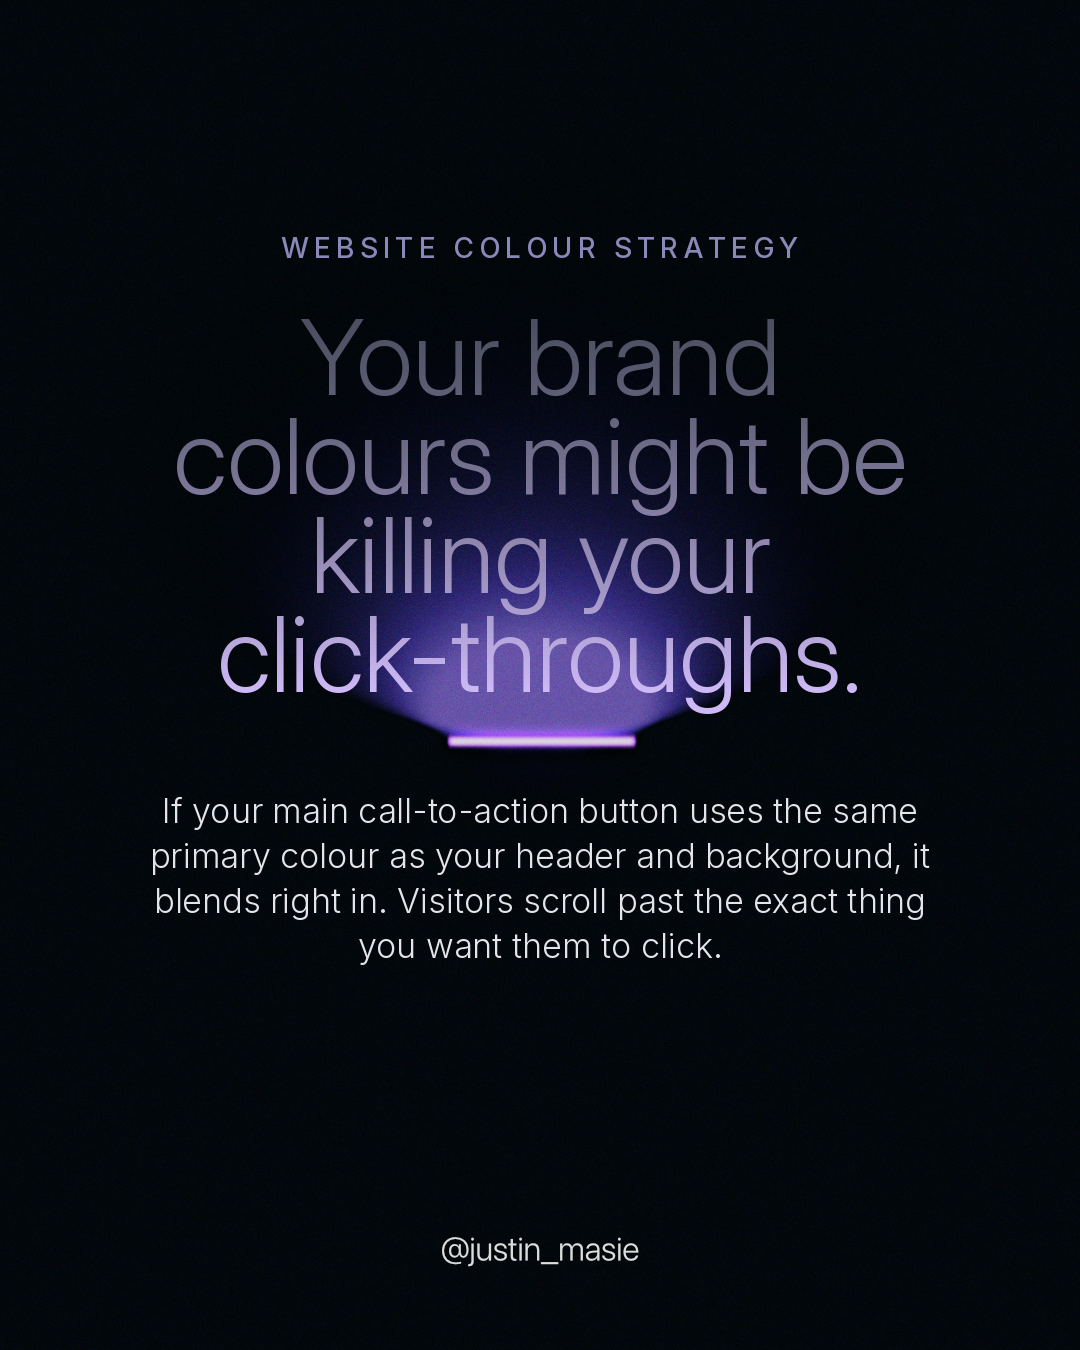 WEBSITE COLOUR STRATEGY
Your brand
colours might be
killing your
click-throughs.
If your main call-to-action button uses the same
primary colour as your header and background, it
blends right in. Visitors scroll past the exact thing
you want them to click.
@justin_masie